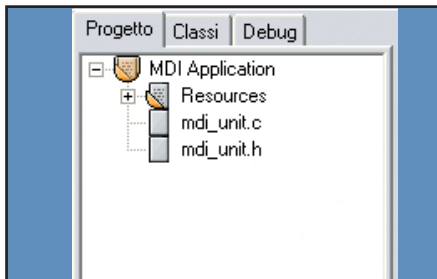 Progetto Classi Debug
MDI Application
Resources
mdi_unit.c
mdi_unit.h